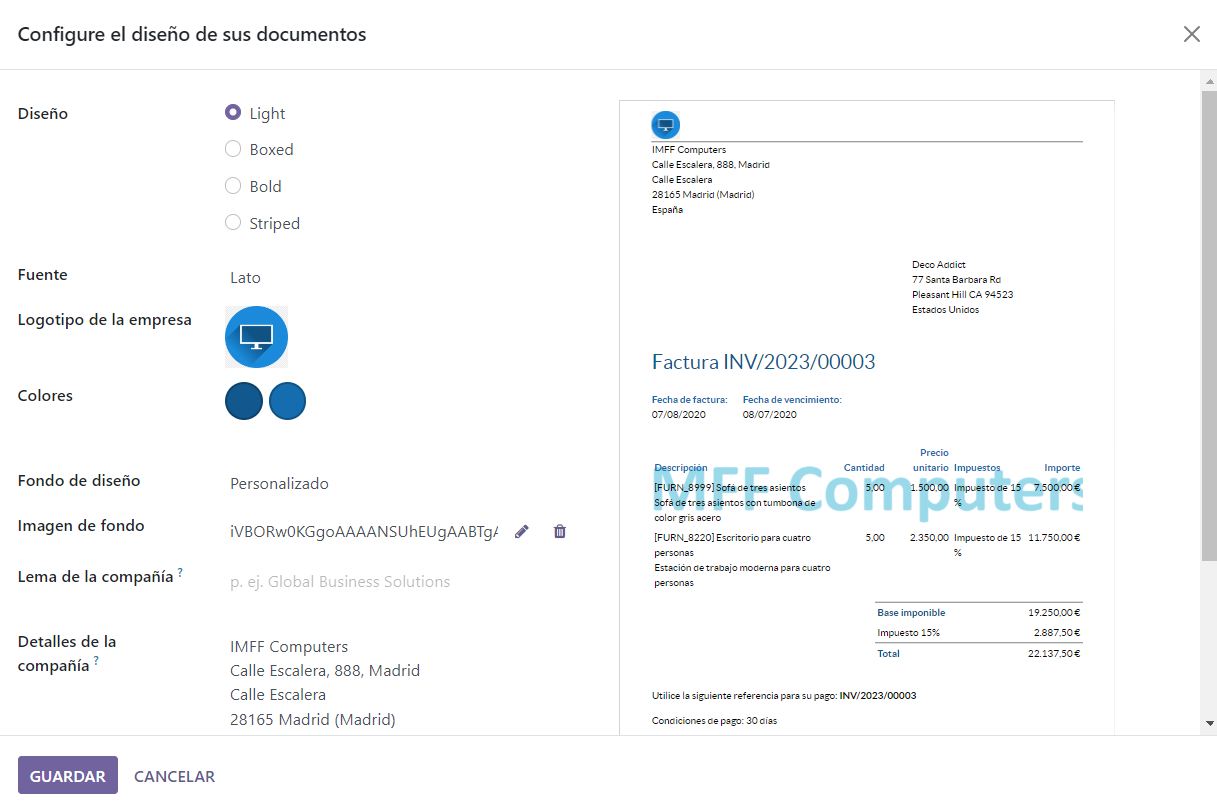 Configure el diseño de sus documentos
Diseño
Light
Boxed
Bold
Striped
Fuente
Lato
Logotipo de la empresa
Colores
Fondo de diseño
Personalizado
Imagen de fondo
iVBORw0KGgoAAAANSUhEUgAABTgA
Lema de la compañía ?
p. ej. Global Business Solutions
Detalles de la
compañía ?
IMFF Computers
Calle Escalera, 888, Madrid
Calle Escalera
28165 Madrid (Madrid)
IMFF Computers
Calle Escalera, 888, Madrid
Calle Escalera
28165 Madrid (Madrid)
España
Deco Addict
77 Santa Barbara Rd
Pleasant Hill CA 94523
Estados Unidos
Factura INV/2023/00003
Fecha de factura: Fecha de vencimiento:
07/08/2020 08/07/2020
MFF Computers
Precio
Descripción Cantidad unitario Impuestos Importe
[FURN_8999] Sofá de tres asientos 5,00 1.500,00 Impuesto de 15 7.500,00 €
Sofá de tres asientos con tumbona de %
color gris acero
[FURN_8220] Escritorio para cuatro 5,00 2.350,00 Impuesto de 15 11.750,00 €
personas %
Estación de trabajo moderna para cuatro
personas
Base imponible 19.250,00 €
Impuesto 15% 2.887,50 €
Total 22.137,50 €
Utilice la siguiente referencia para su pago: INV/2023/00003
Condiciones de pago: 30 días
GUARDAR CANCELAR